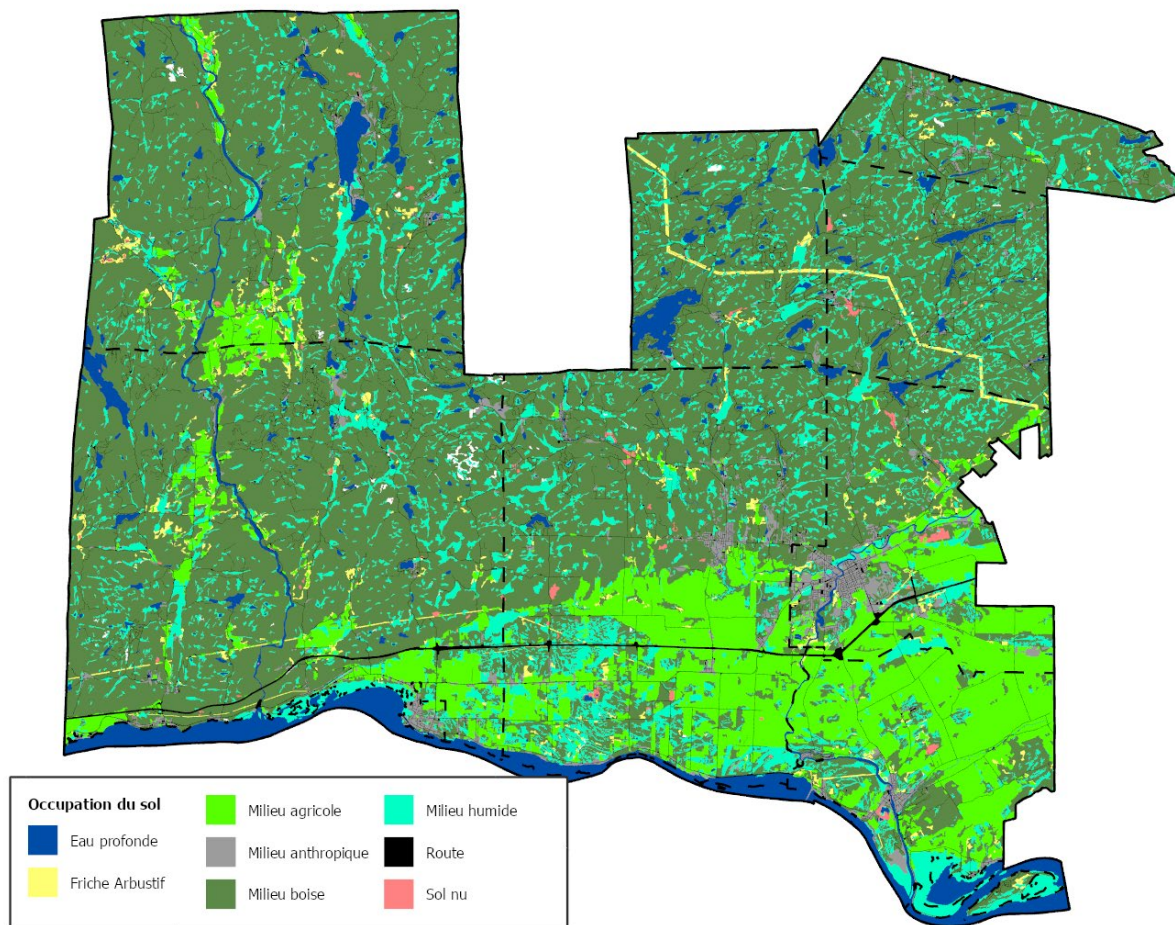 Occupation du sol
Eau profonde
Friche Arbustif
Milieu agricole
Milieu anthropique
Milieu boise
Milieu humide
Route
Sol nu